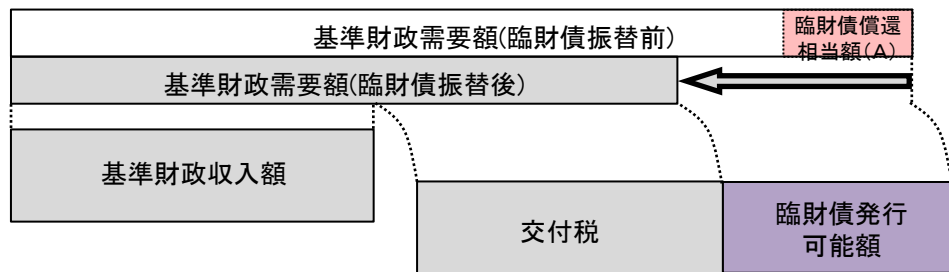 基準財政需要額(臨財債振替前)
臨財債償還
相当額(A)
基準財政需要額(臨財債振替後)
基準財政収入額
交付税
臨財債発行
可能額